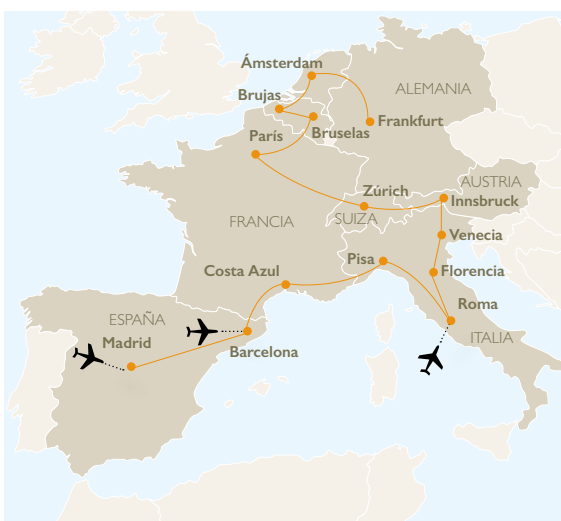 Ámsterdam
ALEMANIA
Brujas
Frankfurt
Bruselas
París
AUSTRIA
Zúrich
Innsbruck
SUIZA
FRANCIA
Venecia
Pisa
Costa Azul
Florencia
Roma
ESPAÑA
ITALIA
Madrid
Barcelona